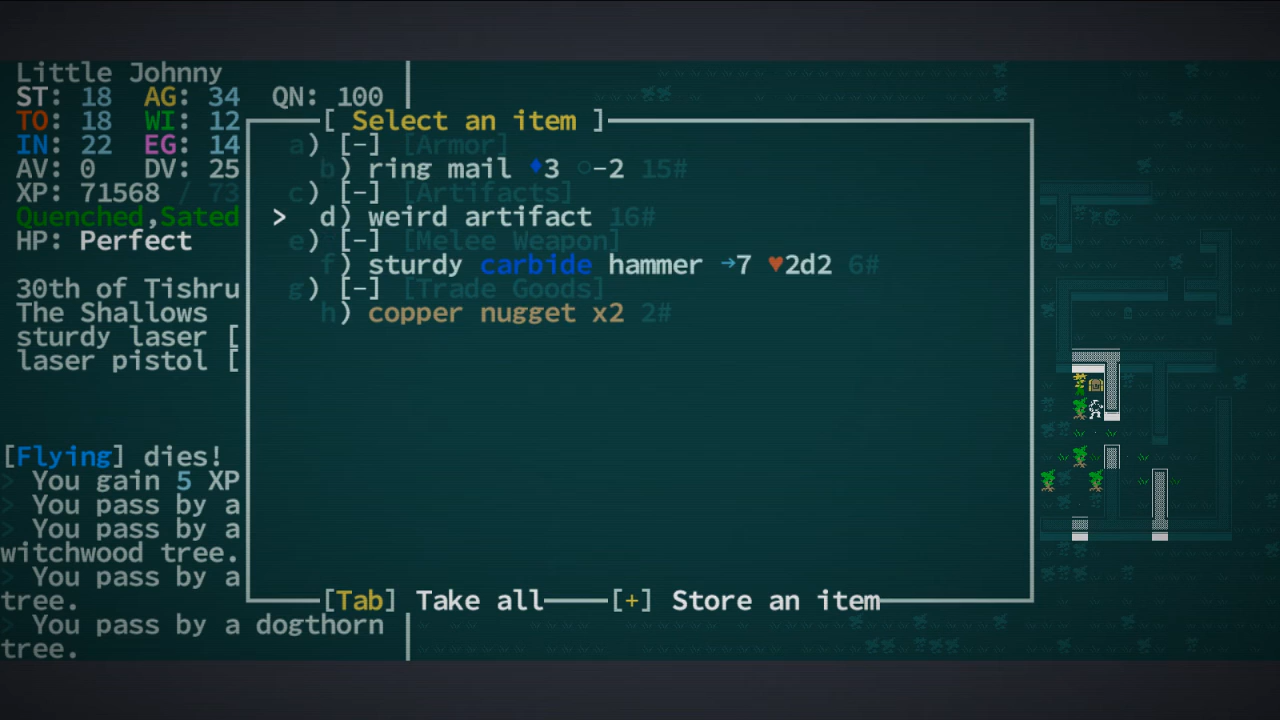 Little Johnny
ST: 18 AG: 34 QN: 100
TO: 18 WI: 12
IN: 22 EG: 14
AV: 0 DV: 25
XP: 71568 / 73
Quenched,Sated
HP: Perfect
30th of Tishru
The Shallows
sturdy laser [
laser pistol [
[Flying] dies!
> You gain 5 XP
> You pass by a
> You pass by a
witchwood tree.
> You pass by a
tree.
> You pass by a dogthorn
tree.
[ Select an item ]
a) [-] [Armor]
b) ring mail ♦3 ○-2 15#
c) [-] [Artifacts]
> d) weird artifact 16#
e) [-] [Melee Weapon]
f) sturdy carbide hammer →7 ♥2d2 6#
g) [-] [Trade Goods]
h) copper nugget x2 2#
[Tab] Take all [+] Store an item